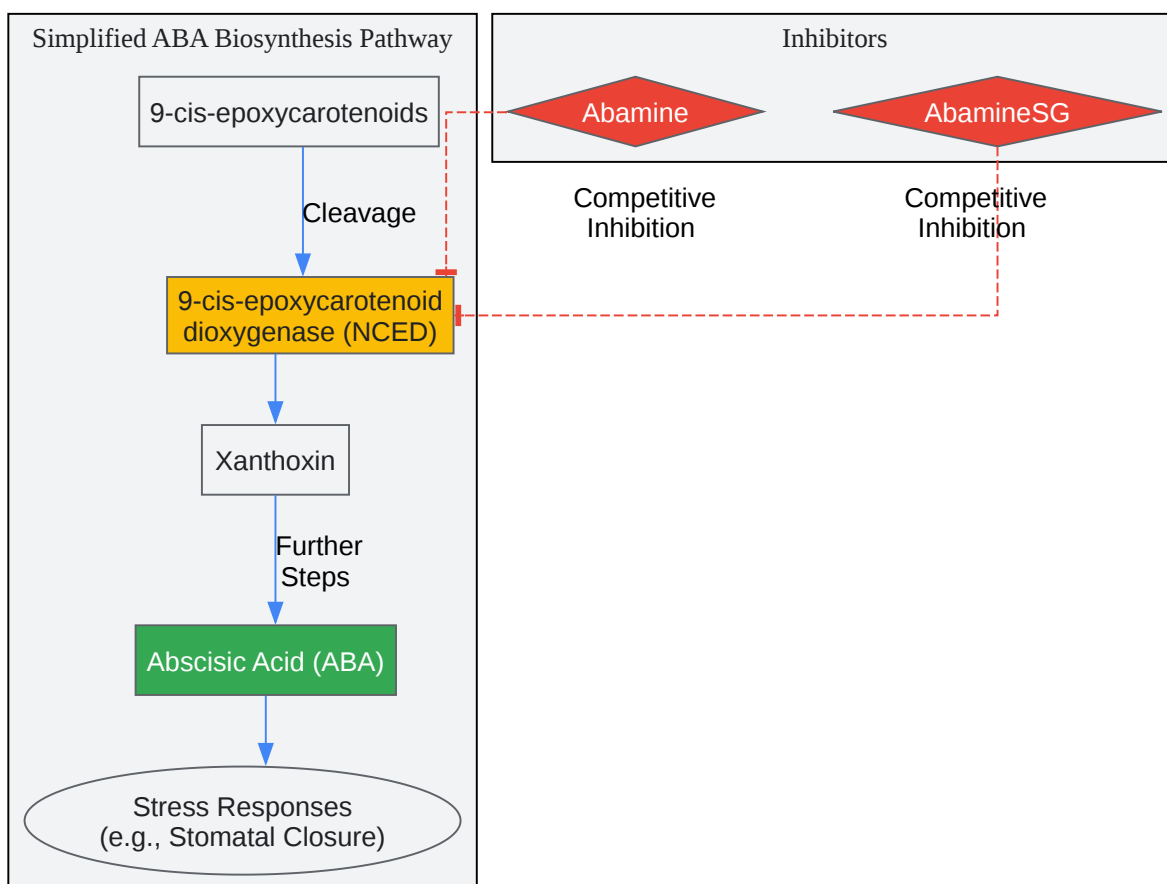 Simplified ABA Biosynthesis Pathway
9-cis-epoxycarotenoids
Cleavage
9-cis-epoxycarotenoid
dioxygenase (NCED)
Xanthoxin
Further
Steps
Abscisic Acid (ABA)
Stress Responses
(e.g., Stomatal Closure)
Inhibitors
Abamine
AbamineSG
Competitive
Inhibition
Competitive
Inhibition